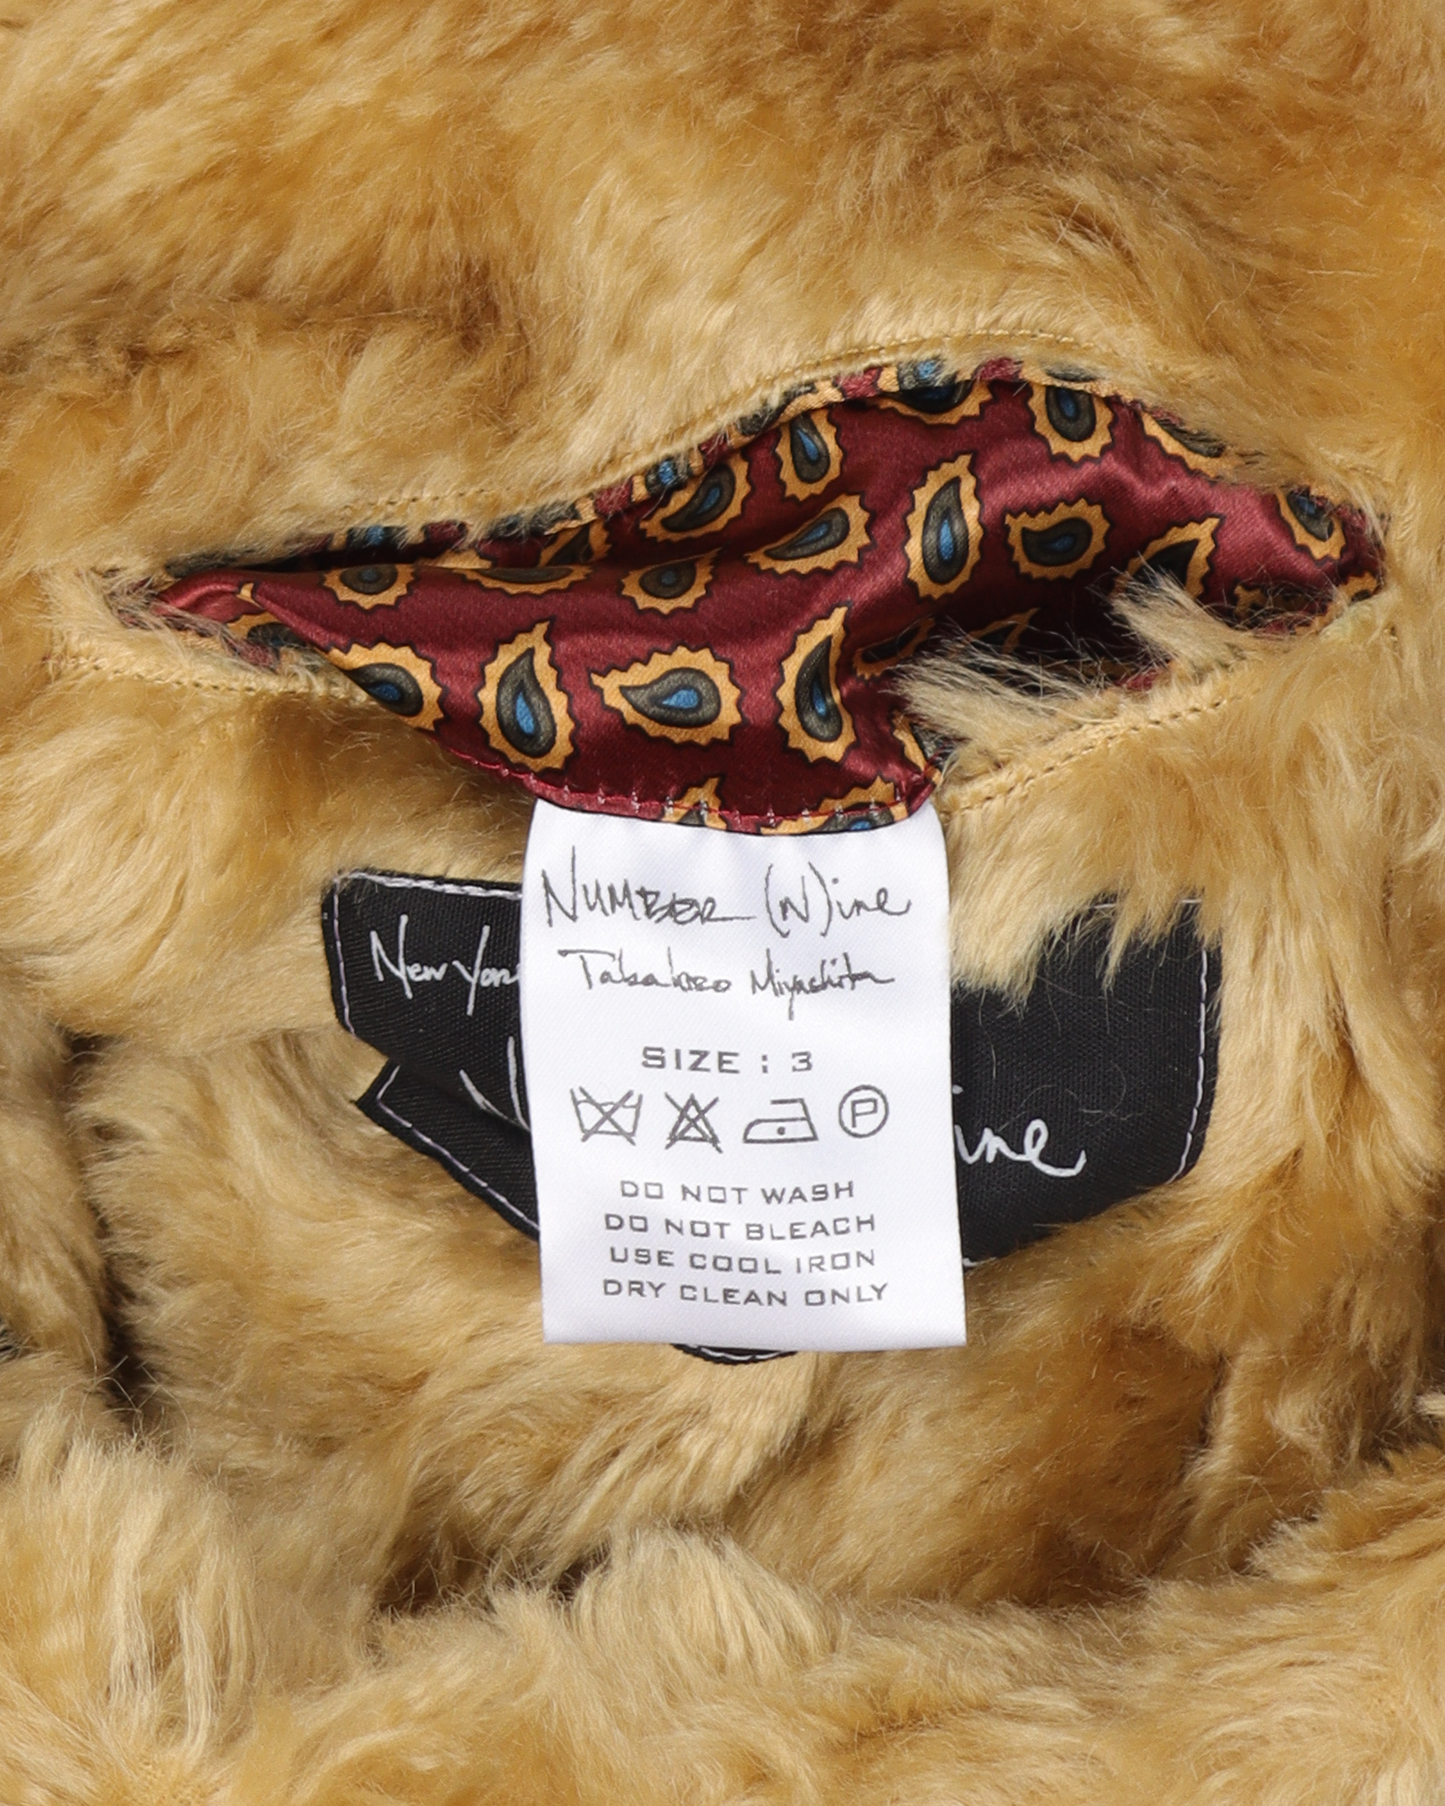 NUMBER (N)ine
Takahiro Miyashita
SIZE : 3
P
DO NOT WASH
DO NOT BLEACH
USE COOL IRON
DRY CLEAN ONLY
New York
ine